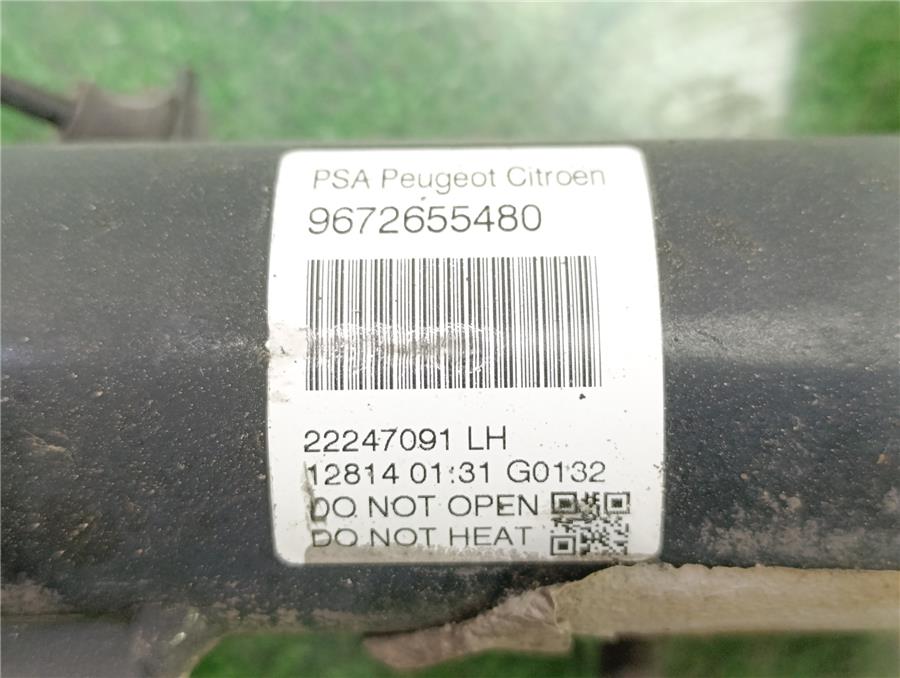 PSA Peugeot Citroen
9672655480
22247091 LH
12814 01:31 G0132
DO NOT OPEN
DO NOT HEAT